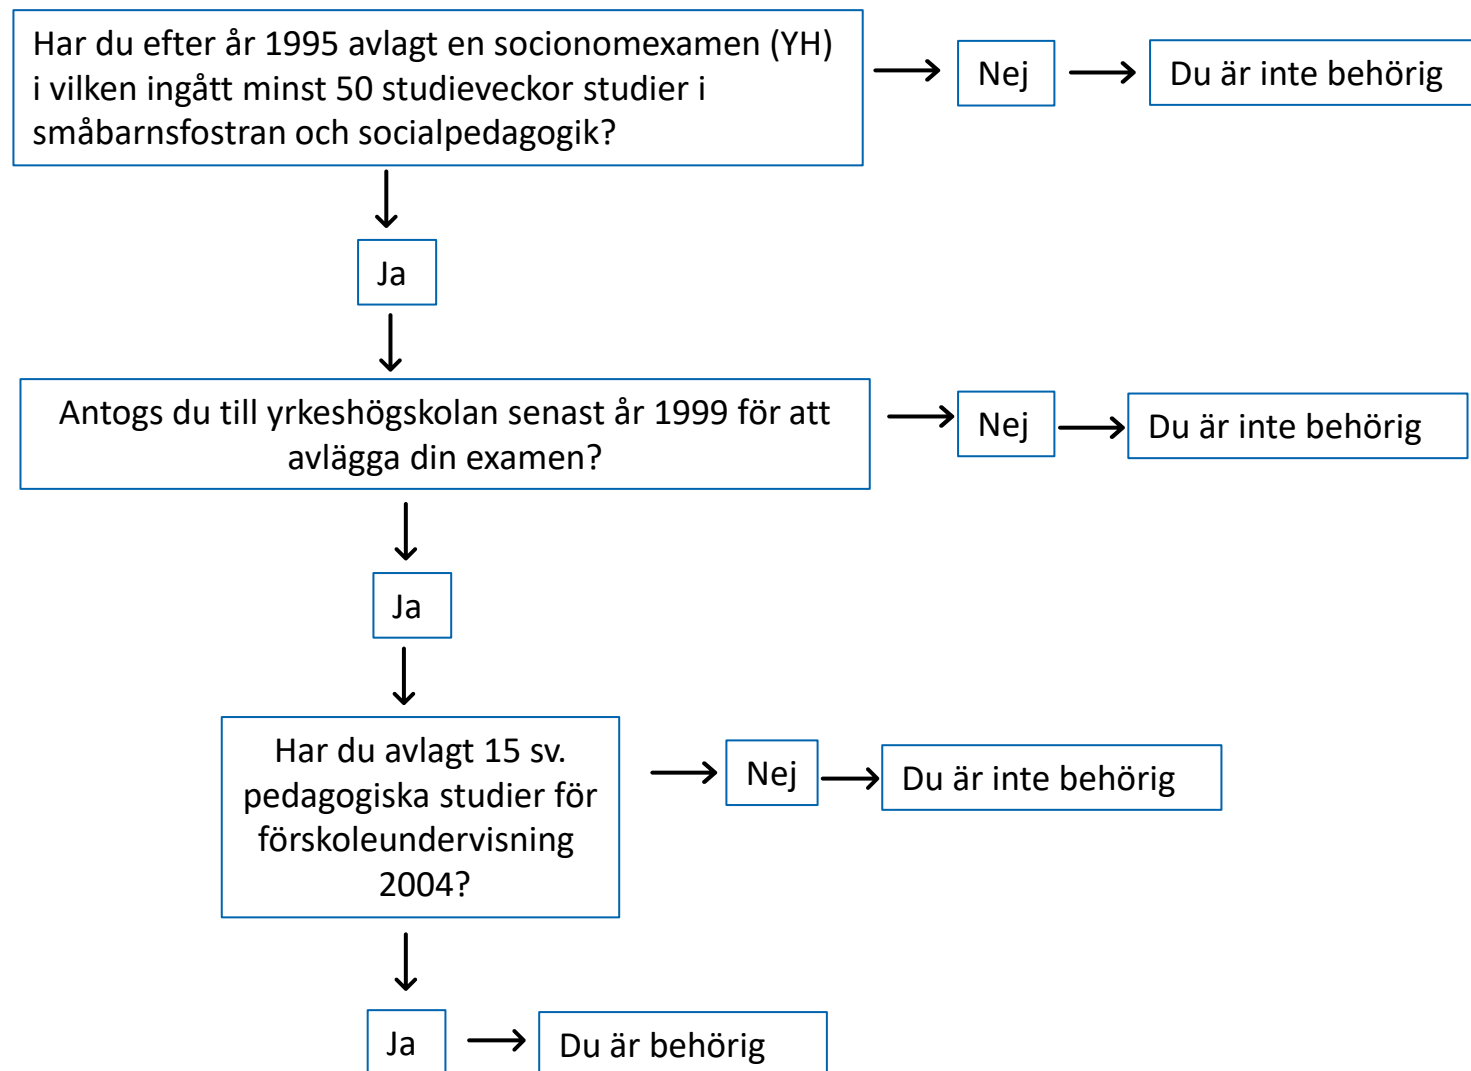 Har du efter år 1995 avlagt en socionomexamen (YH)
i vilken ingått minst 50 studieveckor studier i
småbarnsfostran och socialpedagogik?
Nej
Du är inte behörig
Ja
Antogs du till yrkeshögskolan senast år 1999 för att
avlägga din examen?
Nej
Du är inte behörig
Ja
Har du avlagt 15 sv.
pedagogiska studier för
förskoleundervisning
2004?
Nej
Du är inte behörig
Ja
Du är behörig